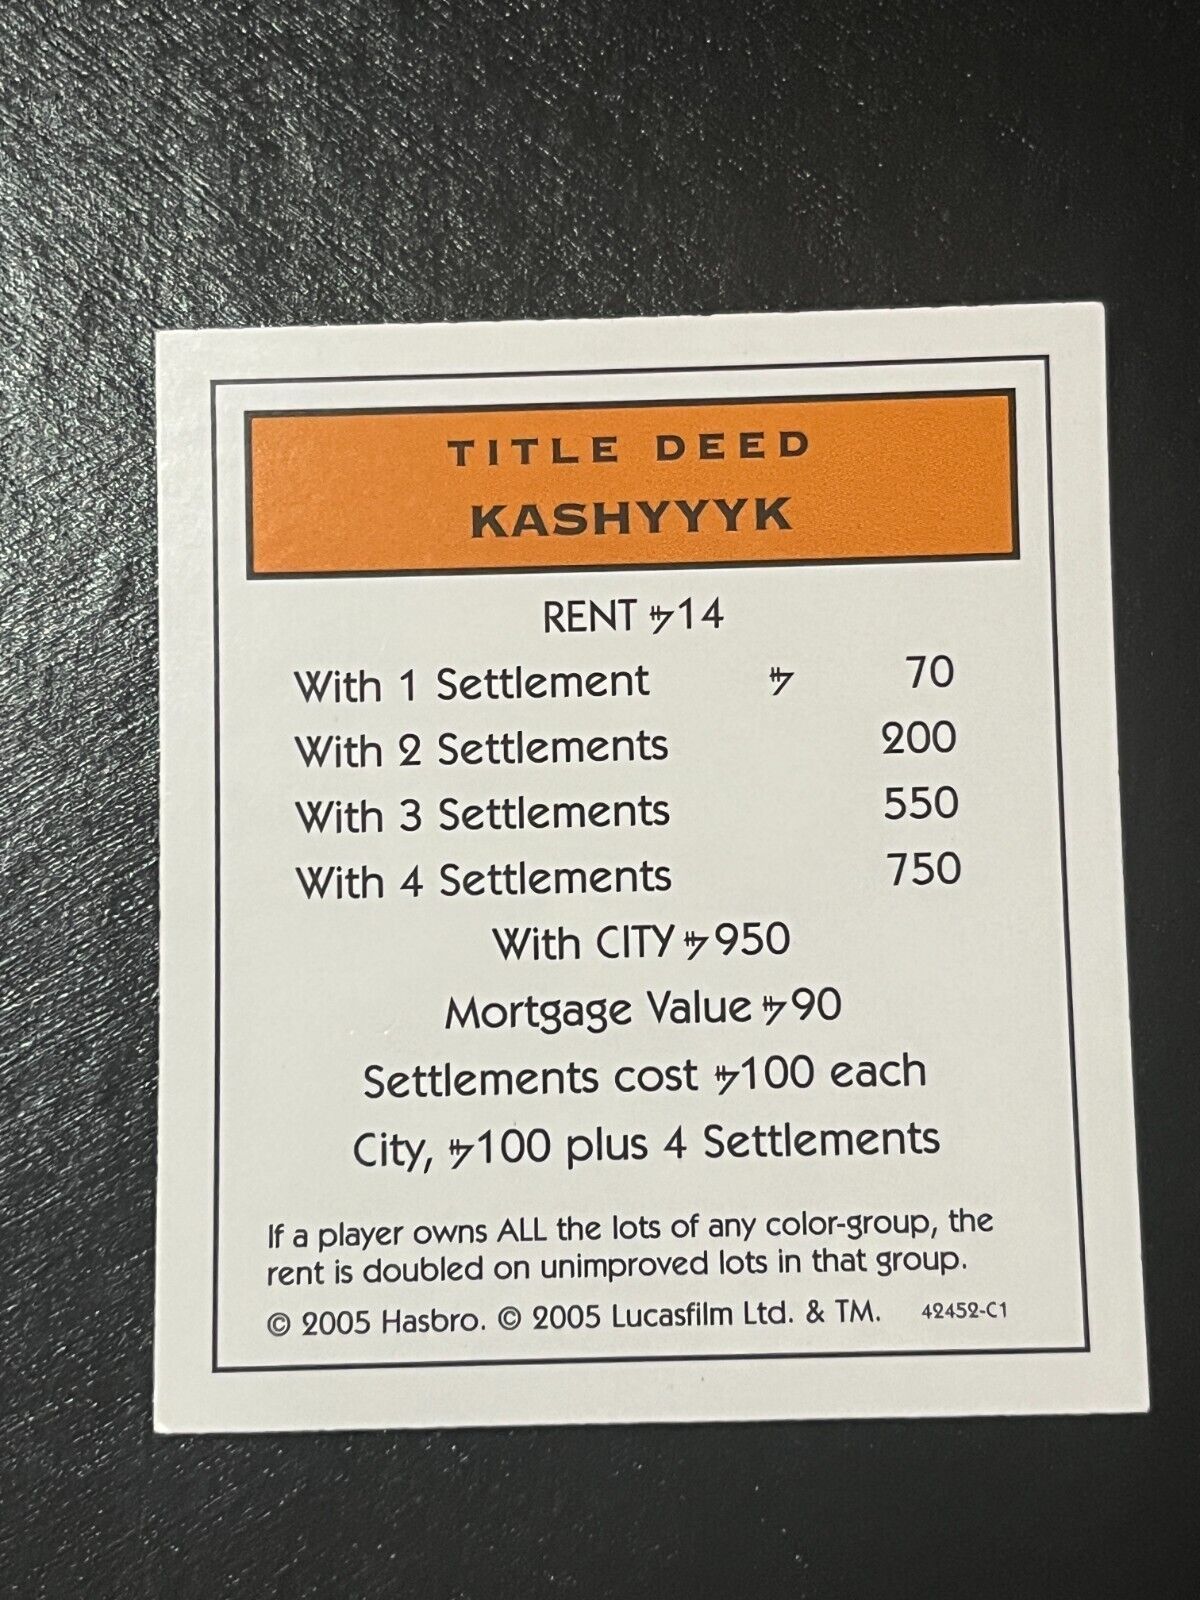 TITLE DEED
KASHYYYK
RENT 14
With 1 Settlement 70
With 2 Settlements 200
With 3 Settlements 550
With 4 Settlements 750
With CITY 950
Mortgage Value 90
Settlements cost 100 each
City, 100 plus 4 Settlements
If a player owns ALL the lots of any color-group, the
rent is doubled on unimproved lots in that group.
© 2005 Hasbro. © 2005 Lucasfilm Ltd. & TM. 42452-C1